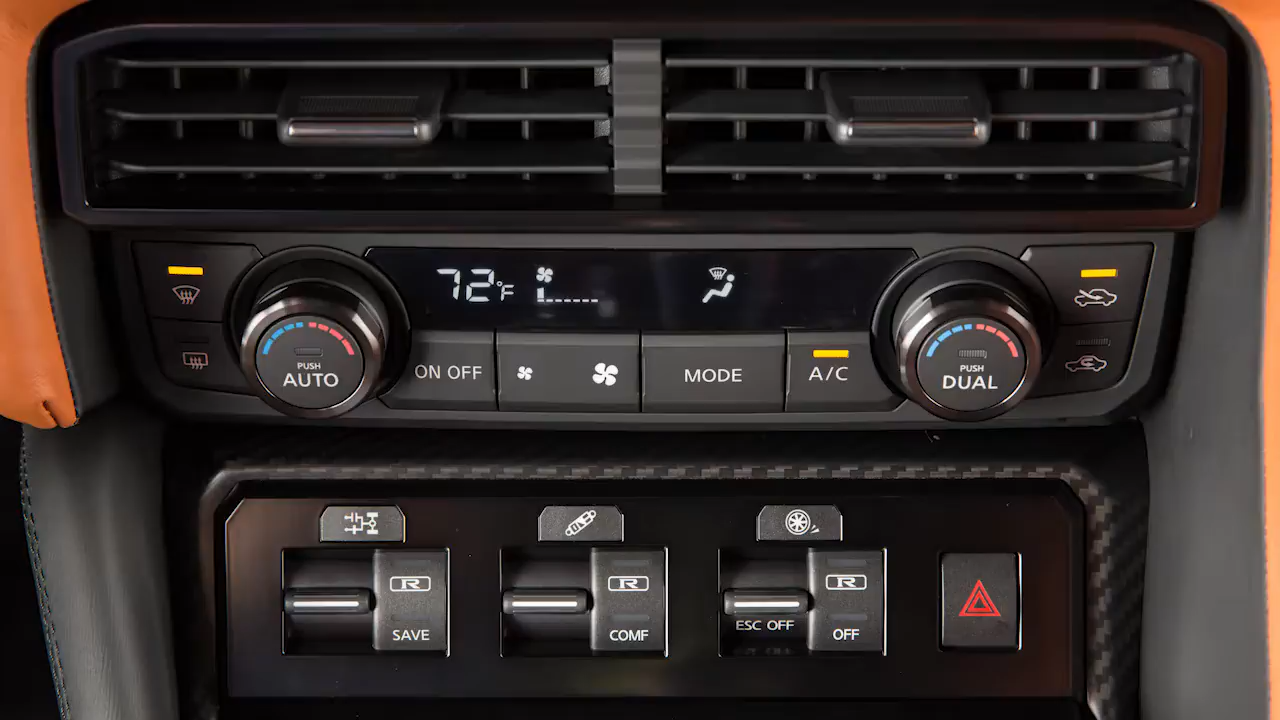 72°F
PUSH
AUTO
ON OFF
MODE
A/C
PUSH
DUAL
R
SAVE
R
COMF
ESC OFF
R
OFF